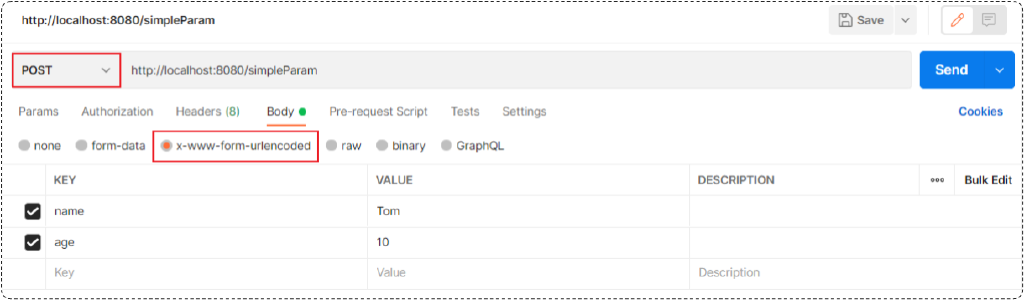 http://localhost:8080/simpleParam Save
POST http://localhost:8080/simpleParam Send
Params Authorization Headers (8) Body Pre-request Script Tests Settings Cookies
none form-data x-www-form-urlencoded raw binary GraphQL
KEY VALUE DESCRIPTION Bulk Edit
name Tom
age 10
Key Value Description